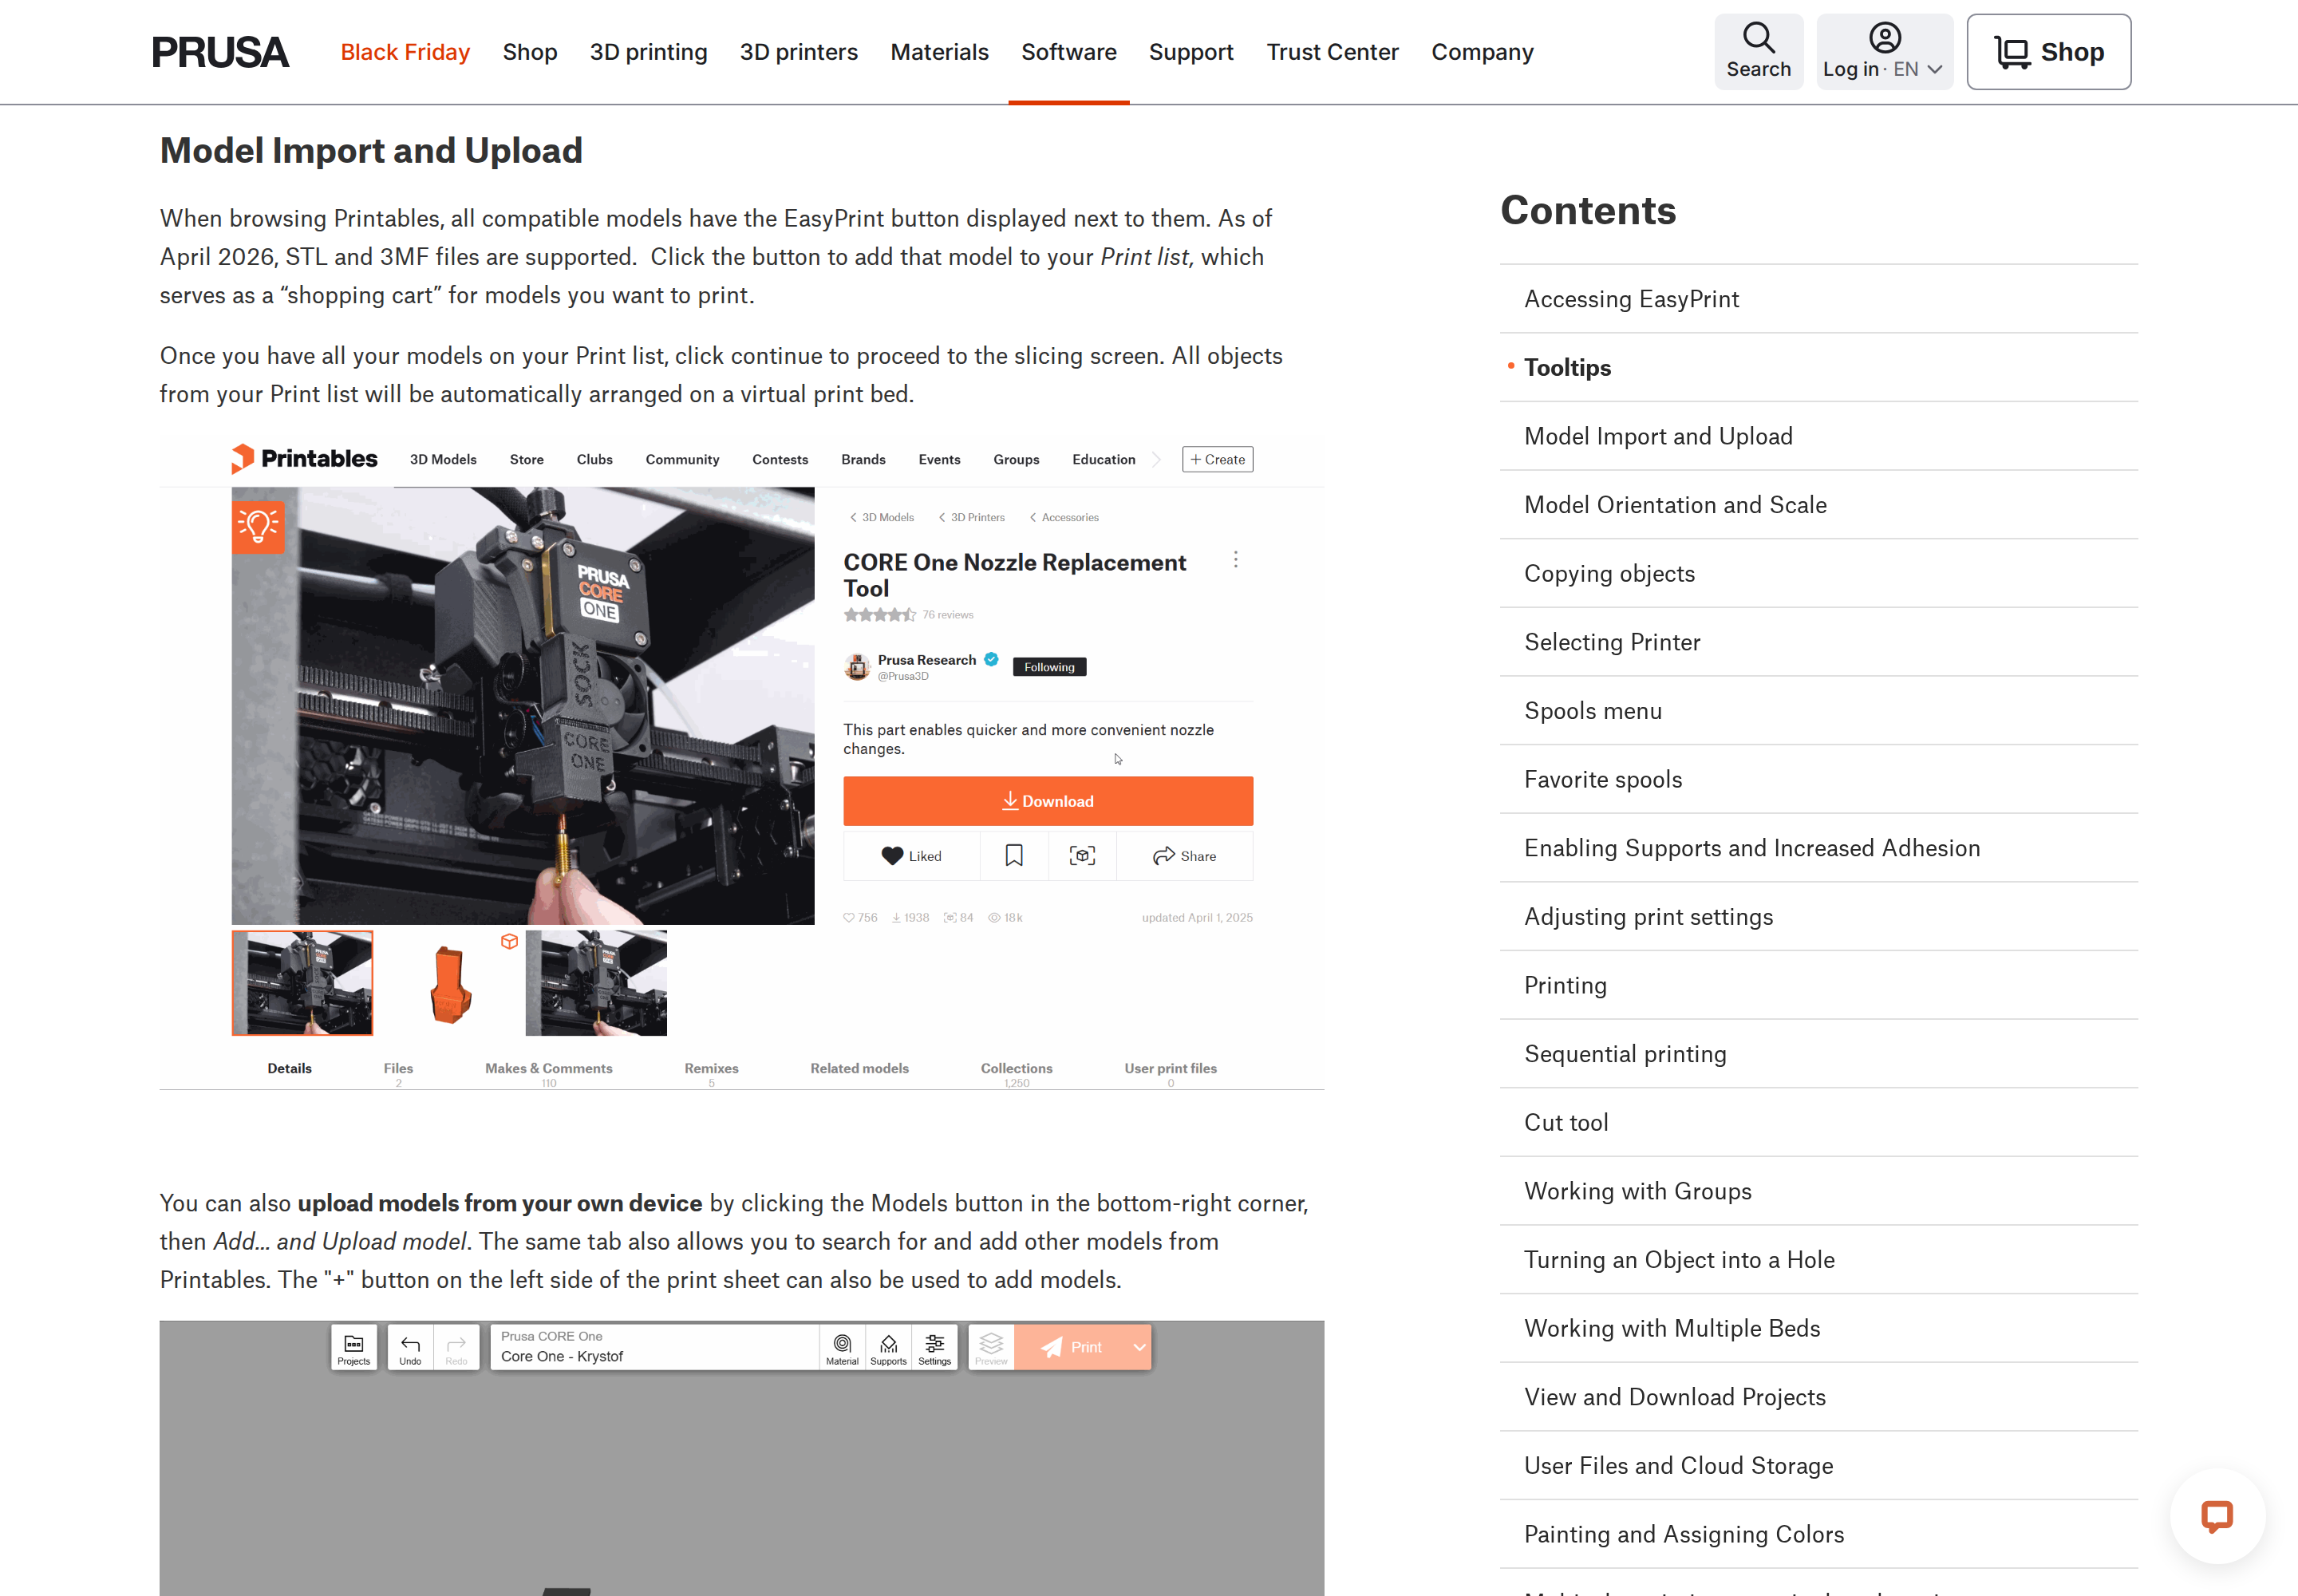 PRUSA
Black Friday
Shop
3D printing
3D printers
Materials
Software
Support
Trust Center
Company
Search
Log in · EN
Shop
Model Import and Upload
When browsing Printables, all compatible models have the EasyPrint button displayed next to them. As of
April 2026, STL and 3MF files are supported.  Click the button to add that model to your Print list, which
serves as a “shopping cart” for models you want to print.
Once you have all your models on your Print list, click continue to proceed to the slicing screen. All objects
from your Print list will be automatically arranged on a virtual print bed.
Printables
3D Models
Store
Clubs
Community
Contests
Brands
Events
Groups
Education
+ Create
PRUSA
CORE
ONE
SOCK
CORE
ONE
3D Models
3D Printers
Accessories
CORE One Nozzle Replacement
Tool
76 reviews
Prusa Research
@Prusa3D
Following
This part enables quicker and more convenient nozzle
changes.
Download
Liked
Share
756
1938
84
18k
updated April 1, 2025
Details
Files
2
Makes & Comments
110
Remixes
5
Related models
Collections
1,250
User print files
0
You can also upload models from your own device by clicking the Models button in the bottom-right corner,
then Add... and Upload model. The same tab also allows you to search for and add other models from
Printables. The "+" button on the left side of the print sheet can also be used to add models.
Projects
Undo
Redo
Prusa CORE One
Core One - Krystof
Material
Supports
Settings
Preview
Print
Contents
Accessing EasyPrint
Tooltips
Model Import and Upload
Model Orientation and Scale
Copying objects
Selecting Printer
Spools menu
Favorite spools
Enabling Supports and Increased Adhesion
Adjusting print settings
Printing
Sequential printing
Cut tool
Working with Groups
Turning an Object into a Hole
Working with Multiple Beds
View and Download Projects
User Files and Cloud Storage
Painting and Assigning Colors